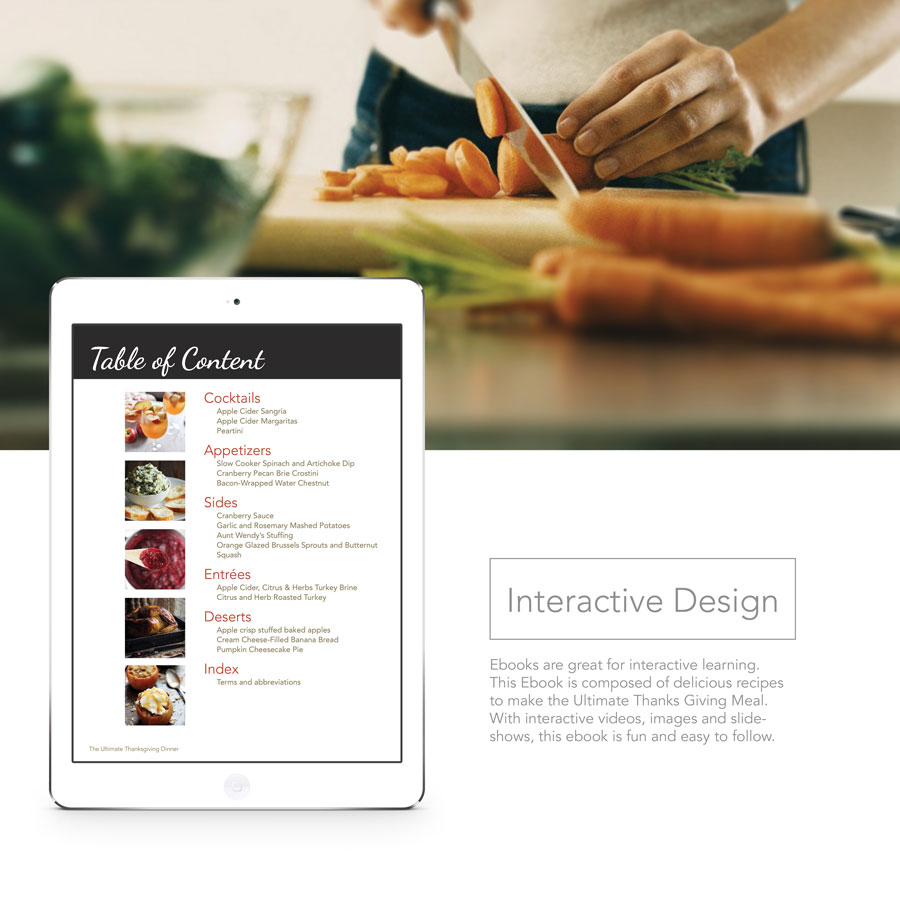 Table of Content
Cocktails
Apple Cider Sangria
Apple Cider Margaritas
Peartini
Appetizers
Slow Cooker Spinach and Artichoke Dip
Cranberry Pecan Brie Crostini
Bacon-Wrapped Water Chestnut
Sides
Cranberry Sauce
Garlic and Rosemary Mashed Potatoes
Aunt Wendy's Stuffing
Orange Glazed Brussels Sprouts and Butternut
Squash
Entrées
Apple Cider, Citrus & Herbs Turkey Brine
Citrus and Herb Roasted Turkey
Deserts
Apple crisp stuffed baked apples
Cream Cheese-Filled Banana Bread
Pumpkin Cheesecake Pie
Index
Terms and abbreviations
The Ultimate Thanksgiving Dinner
Interactive Design
Ebooks are great for interactive learning.
This Ebook is composed of delicious recipes
to make the Ultimate Thanks Giving Meal.
With interactive videos, images and slide-
shows, this ebook is fun and easy to follow.